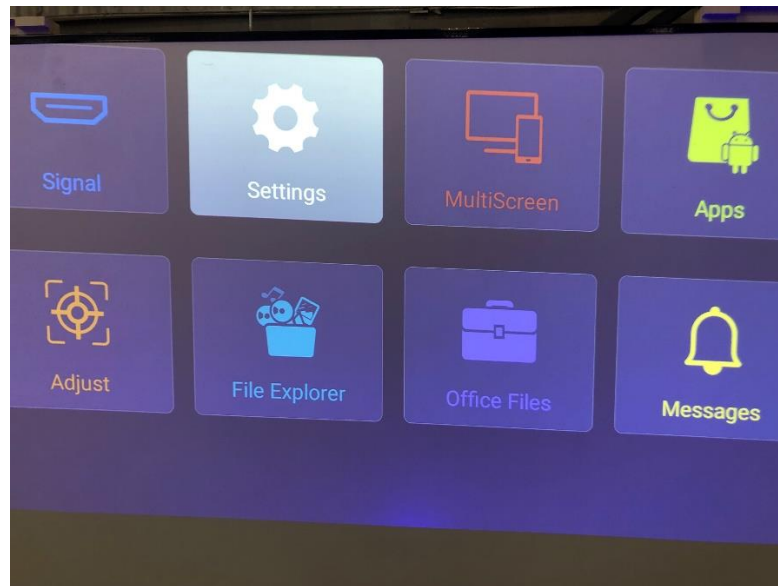 Signal
Settings
MultiScreen
Apps
Adjust
File Explorer
Office Files
Messages